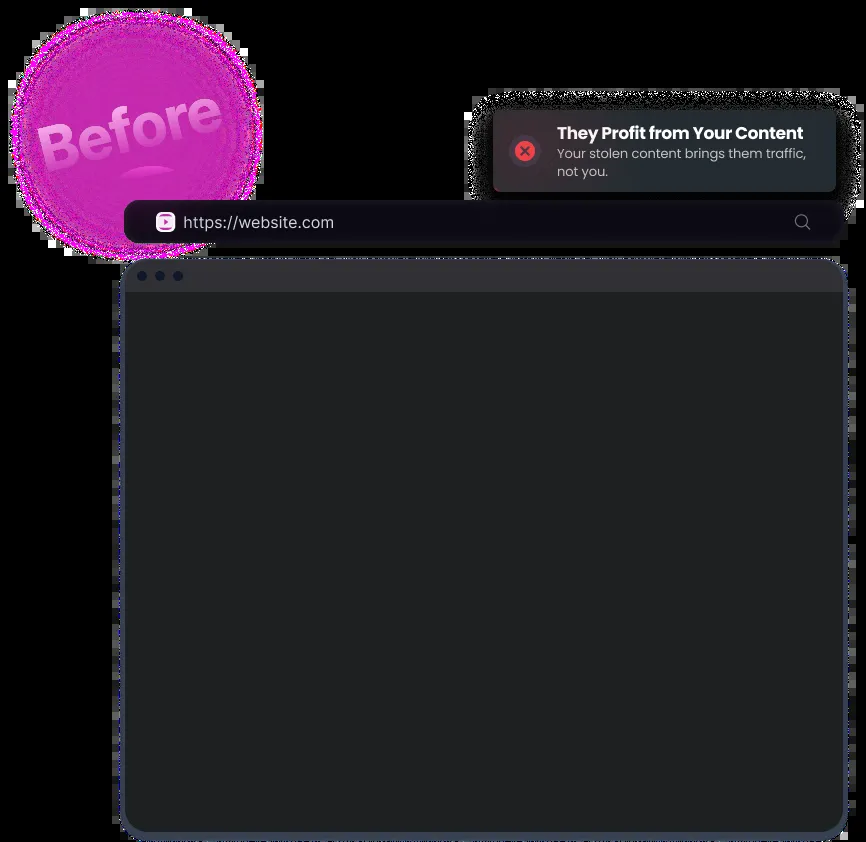 Before
They Profit from Your Content
Your stolen content brings them traffic,
not you.
https://website.com